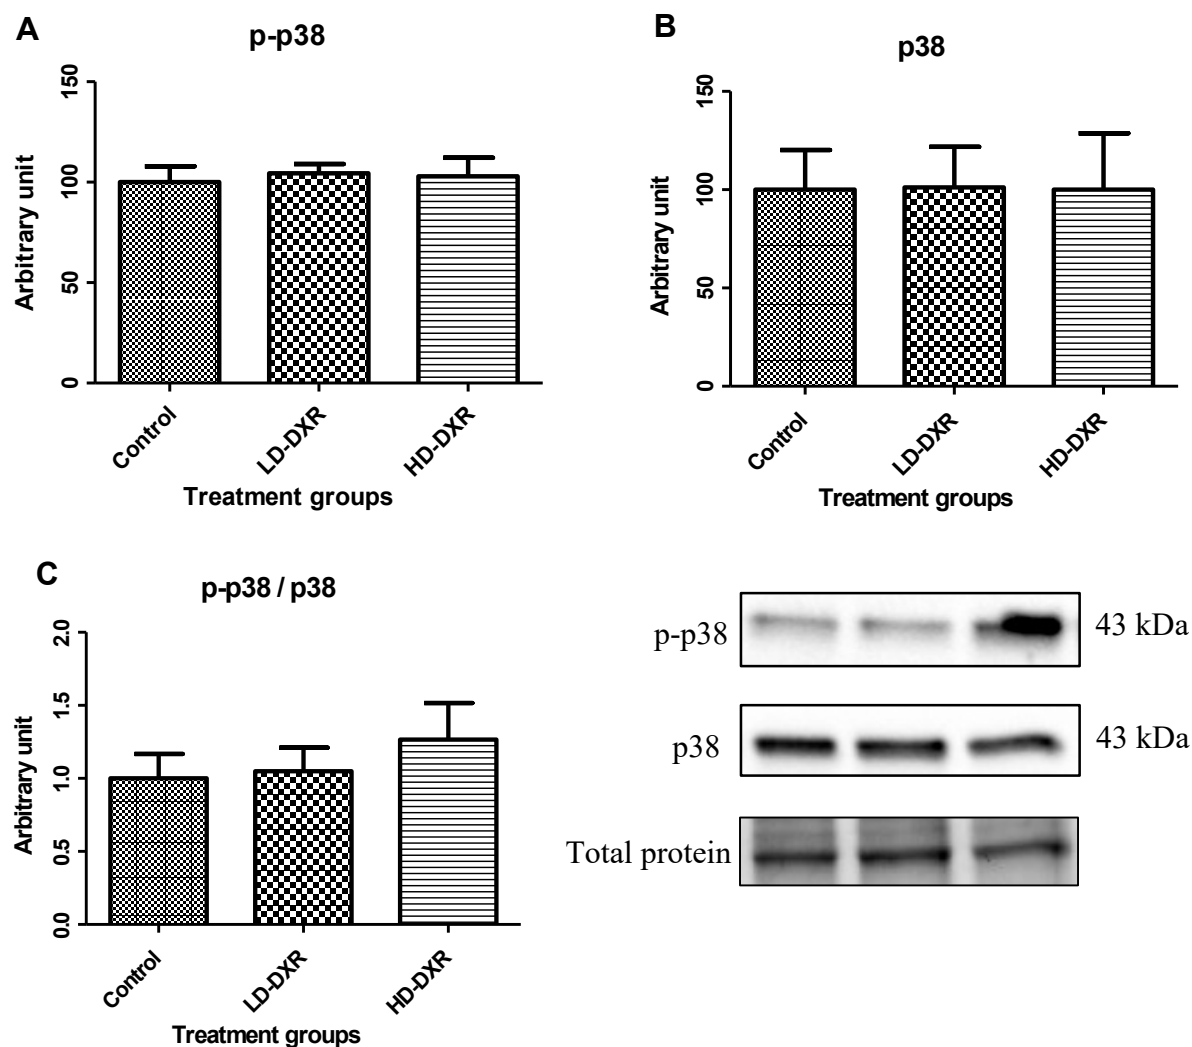 A
p-p38
Arbitrary unit
150
100
50
0
Control
LD-DXR
HD-DXR
Treatment groups
B
p38
Arbitrary unit
150
100
50
0
Control
LD-DXR
HD-DXR
Treatment groups
C
p-p38 / p38
Arbitrary unit
2.0
1.5
1.0
0.5
0.0
Control
LD-DXR
HD-DXR
Treatment groups
p-p38 43 kDa
p38 43 kDa
Total protein